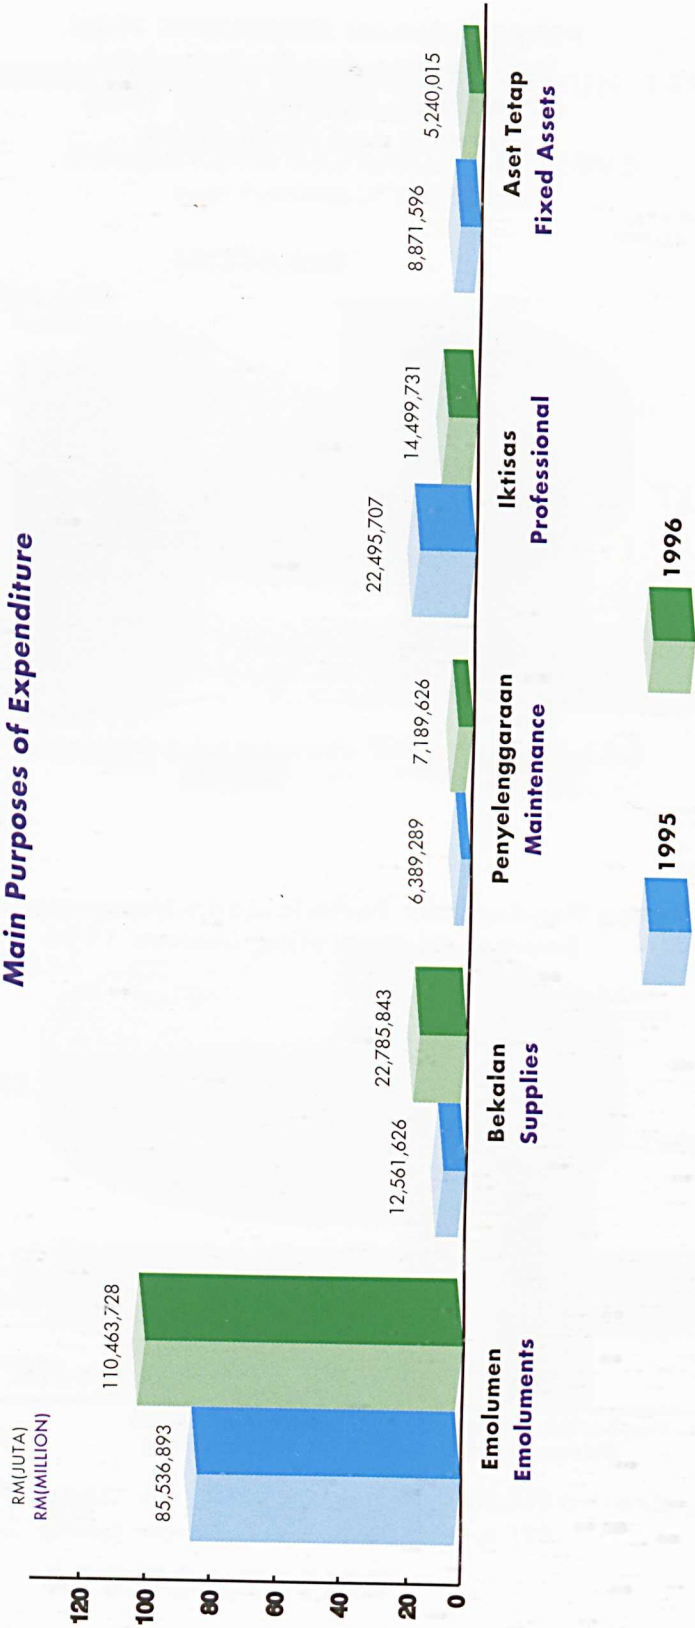 Main Purposes of Expenditure
RM(JUTA)
RM(MILLION)
120
100
80
60
40
20
0
85,536,893
110,463,728
12,561,626
22,785,843
6,389,289
7,189,626
22,495,707
14,499,731
8,871,596
5,240,015
Emolumen
Emoluments
Bekalan
Supplies
Penyelenggaraan
Maintenance
Iktisas
Professional
Aset Tetap
Fixed Assets
1995
1996